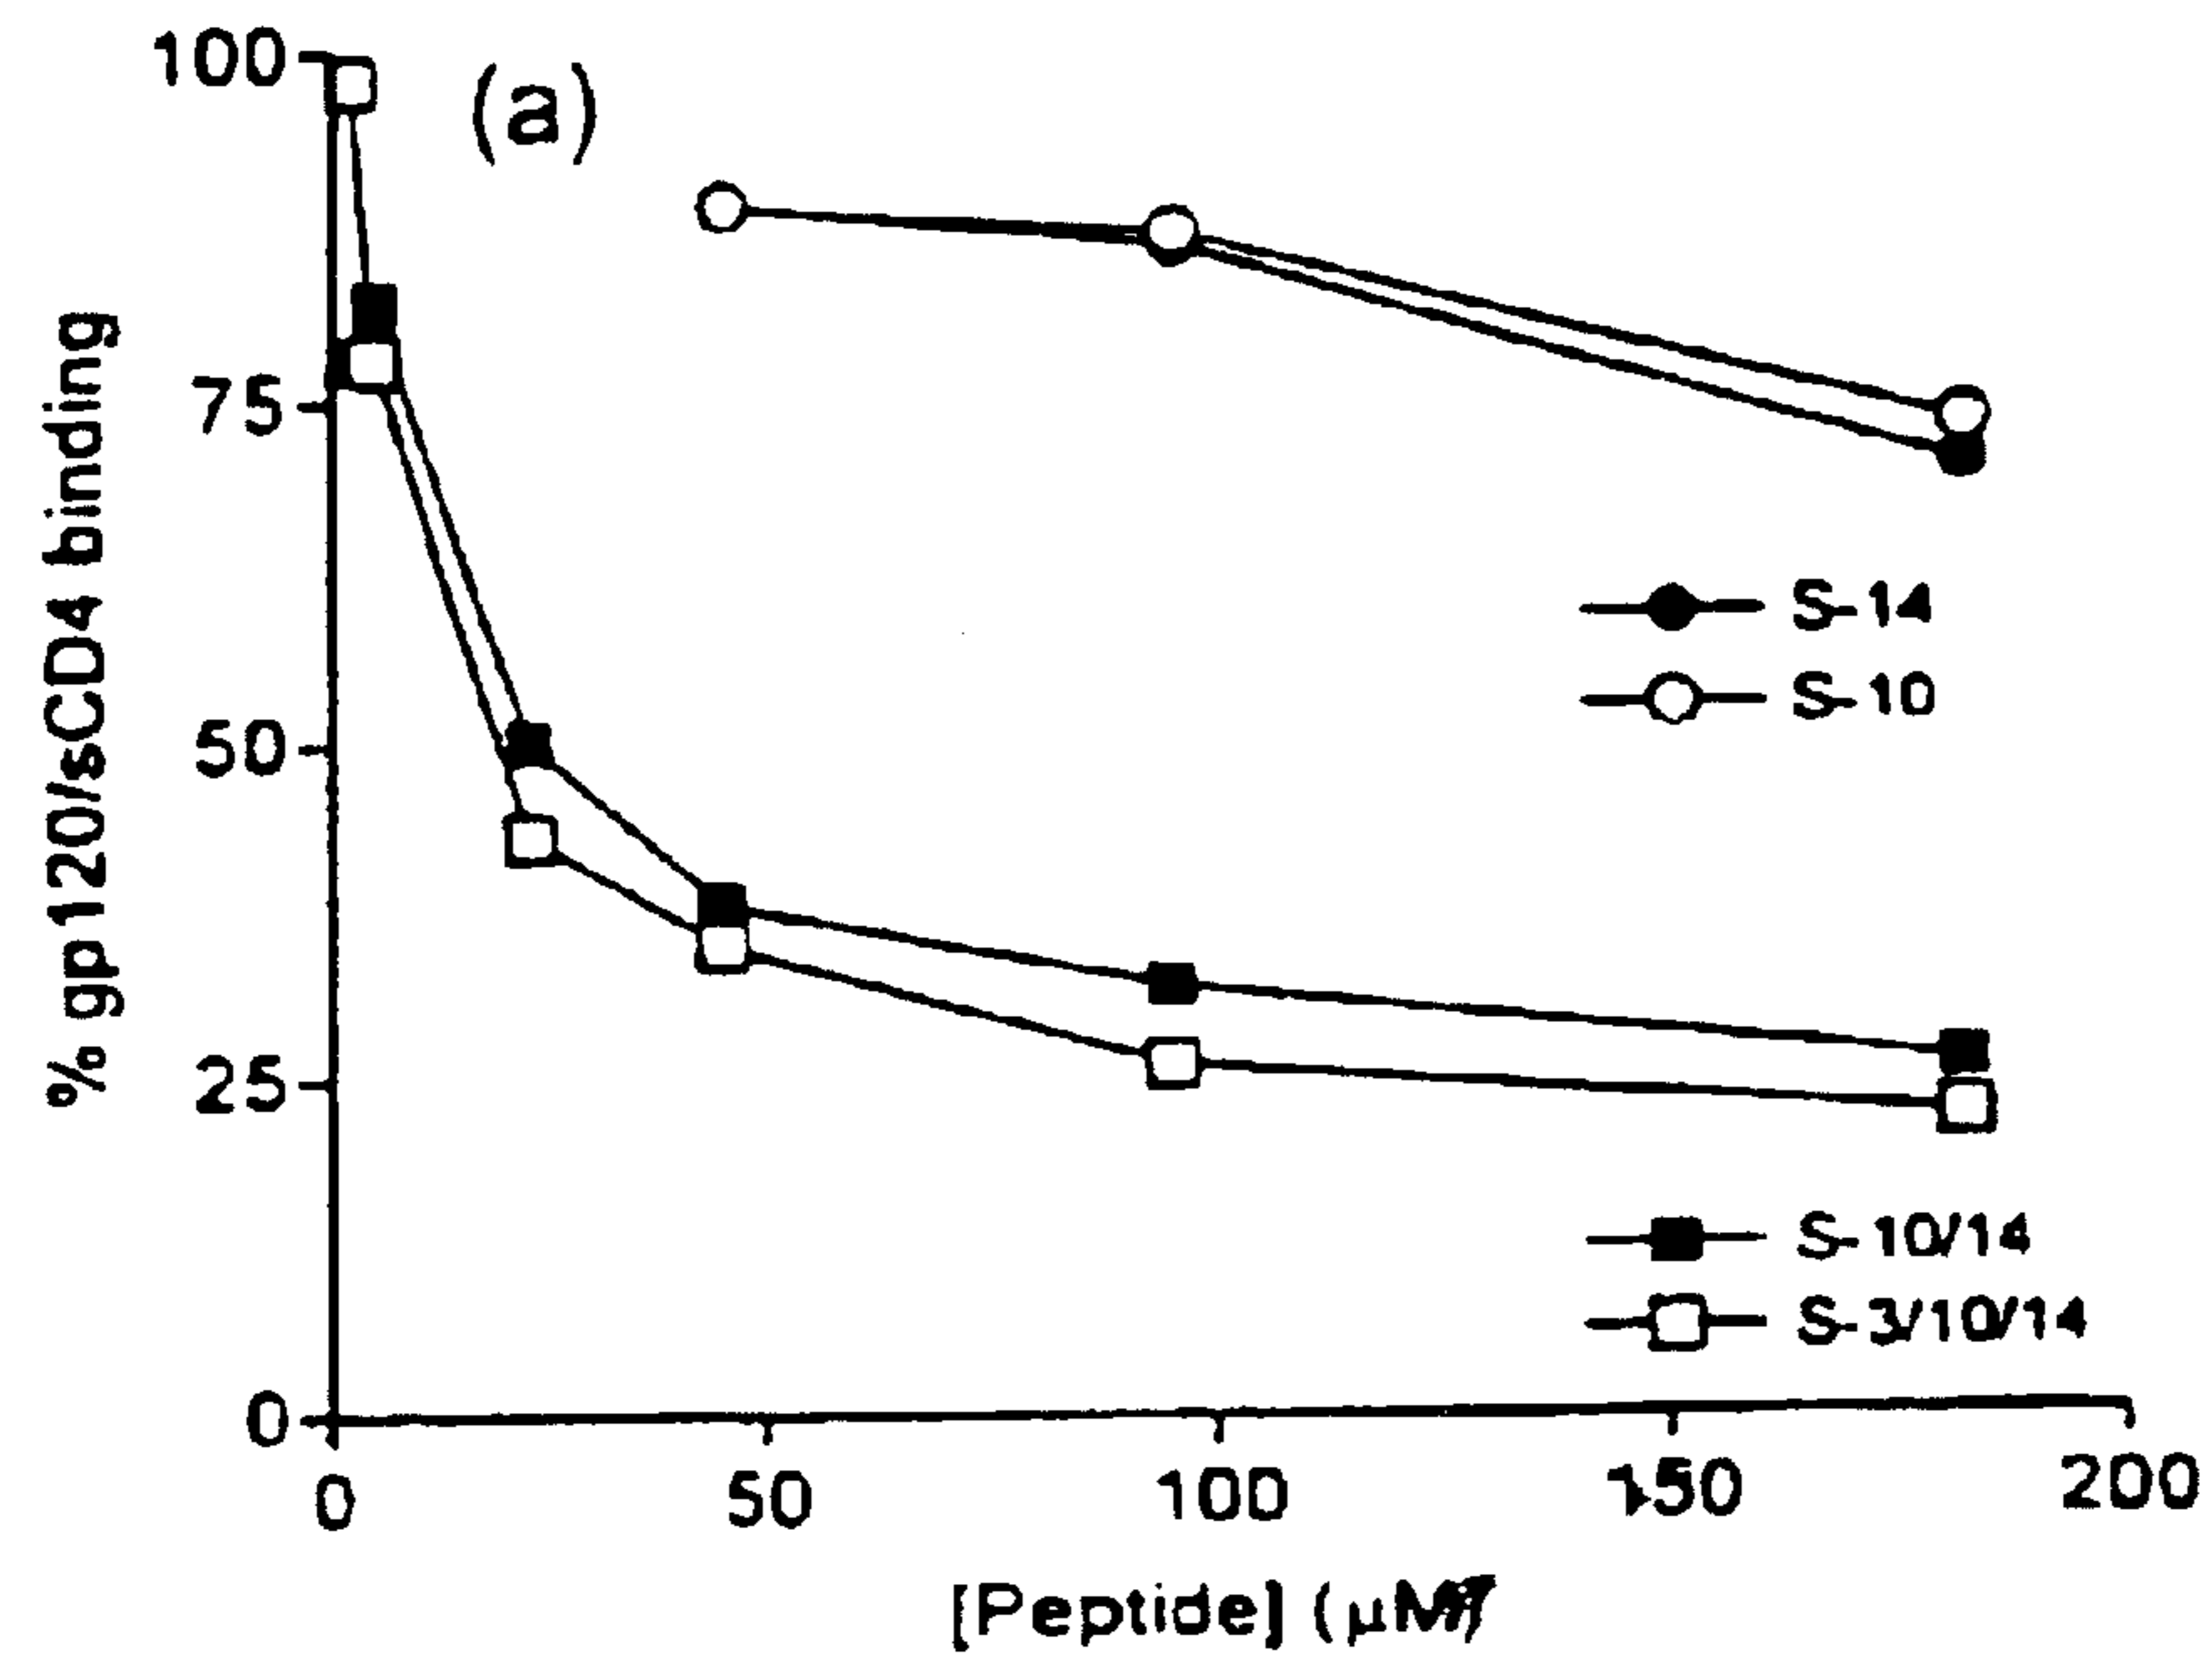 (a)
% gp120/sCD4 binding
100
75
50
25
0
S-14
S-10
S-10/14
S-3/10/14
0 50 100 150 200
[Peptide] (μM)